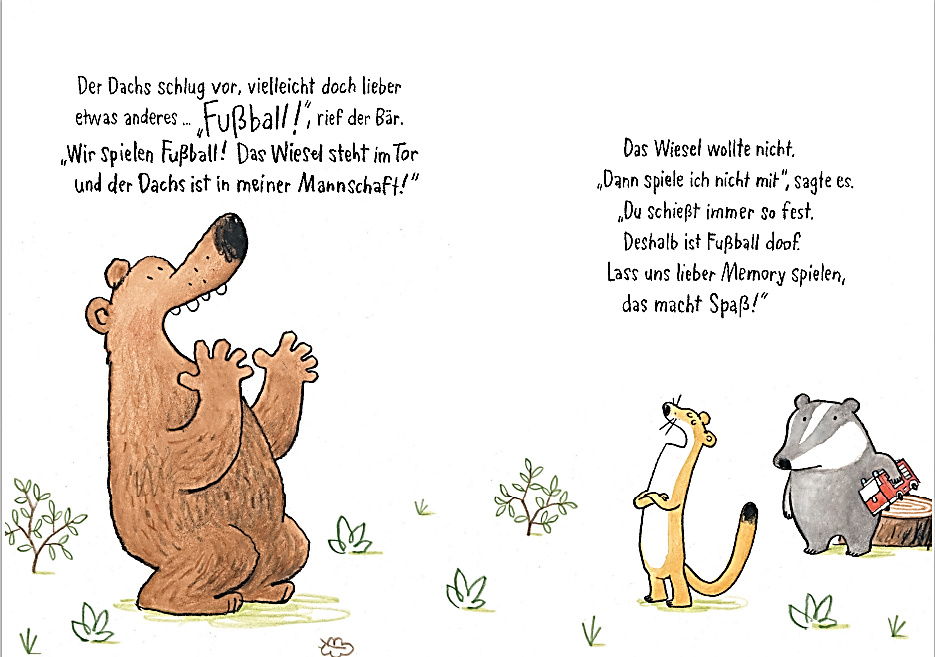 Der Dachs schlug vor, vielleicht doch lieber
etwas anderes ... „Fußball!“, rief der Bär.
„Wir spielen Fußball! Das Wiesel steht im Tor
und der Dachs ist in meiner Mannschaft!“
Das Wiesel wollte nicht.
„Dann spiele ich nicht mit“, sagte es.
„Du schießt immer so fest.
Deshalb ist Fußball doof.
Lass uns lieber Memory spielen,
das macht Spaß!“